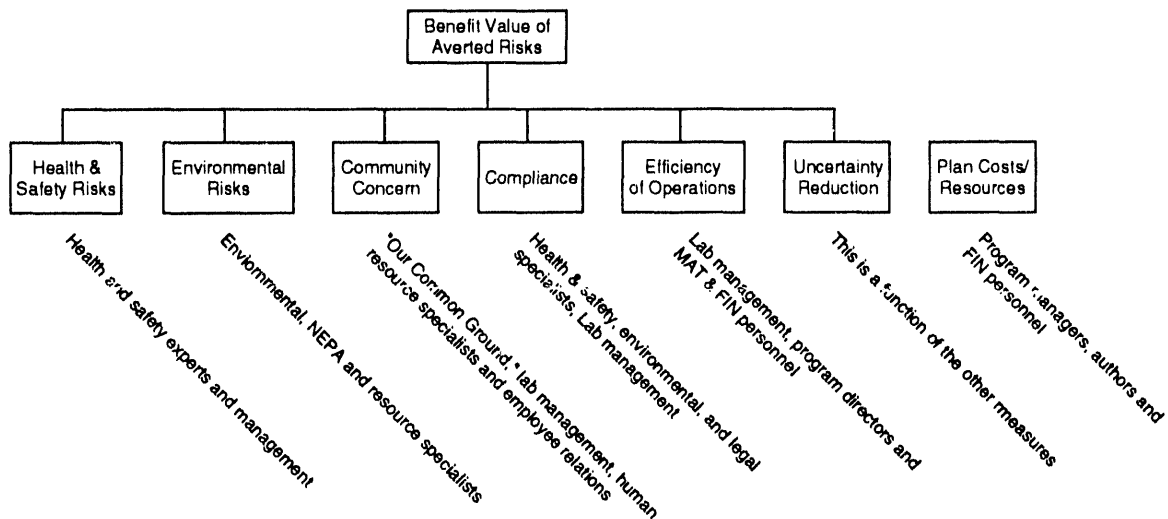 Benefit Value of
Averted Risks
Health &
Safety Risks
Environmental
Risks
Community
Concern
Compliance
Efficiency
of Operations
Uncertainty
Reduction
Plan Costs/
Resources
Health and safety experts and management
Enviornmental, NEPA and resource specialists
"Our Common Ground," lab management, human
resource specialists and employee relations
Health & safety, environmental, and legal
specialists, Lab management
Lab management, program directors and
MAT & FIN personnel
This is a function of the other rmeasures
Program managers, authors and
FIN personnel